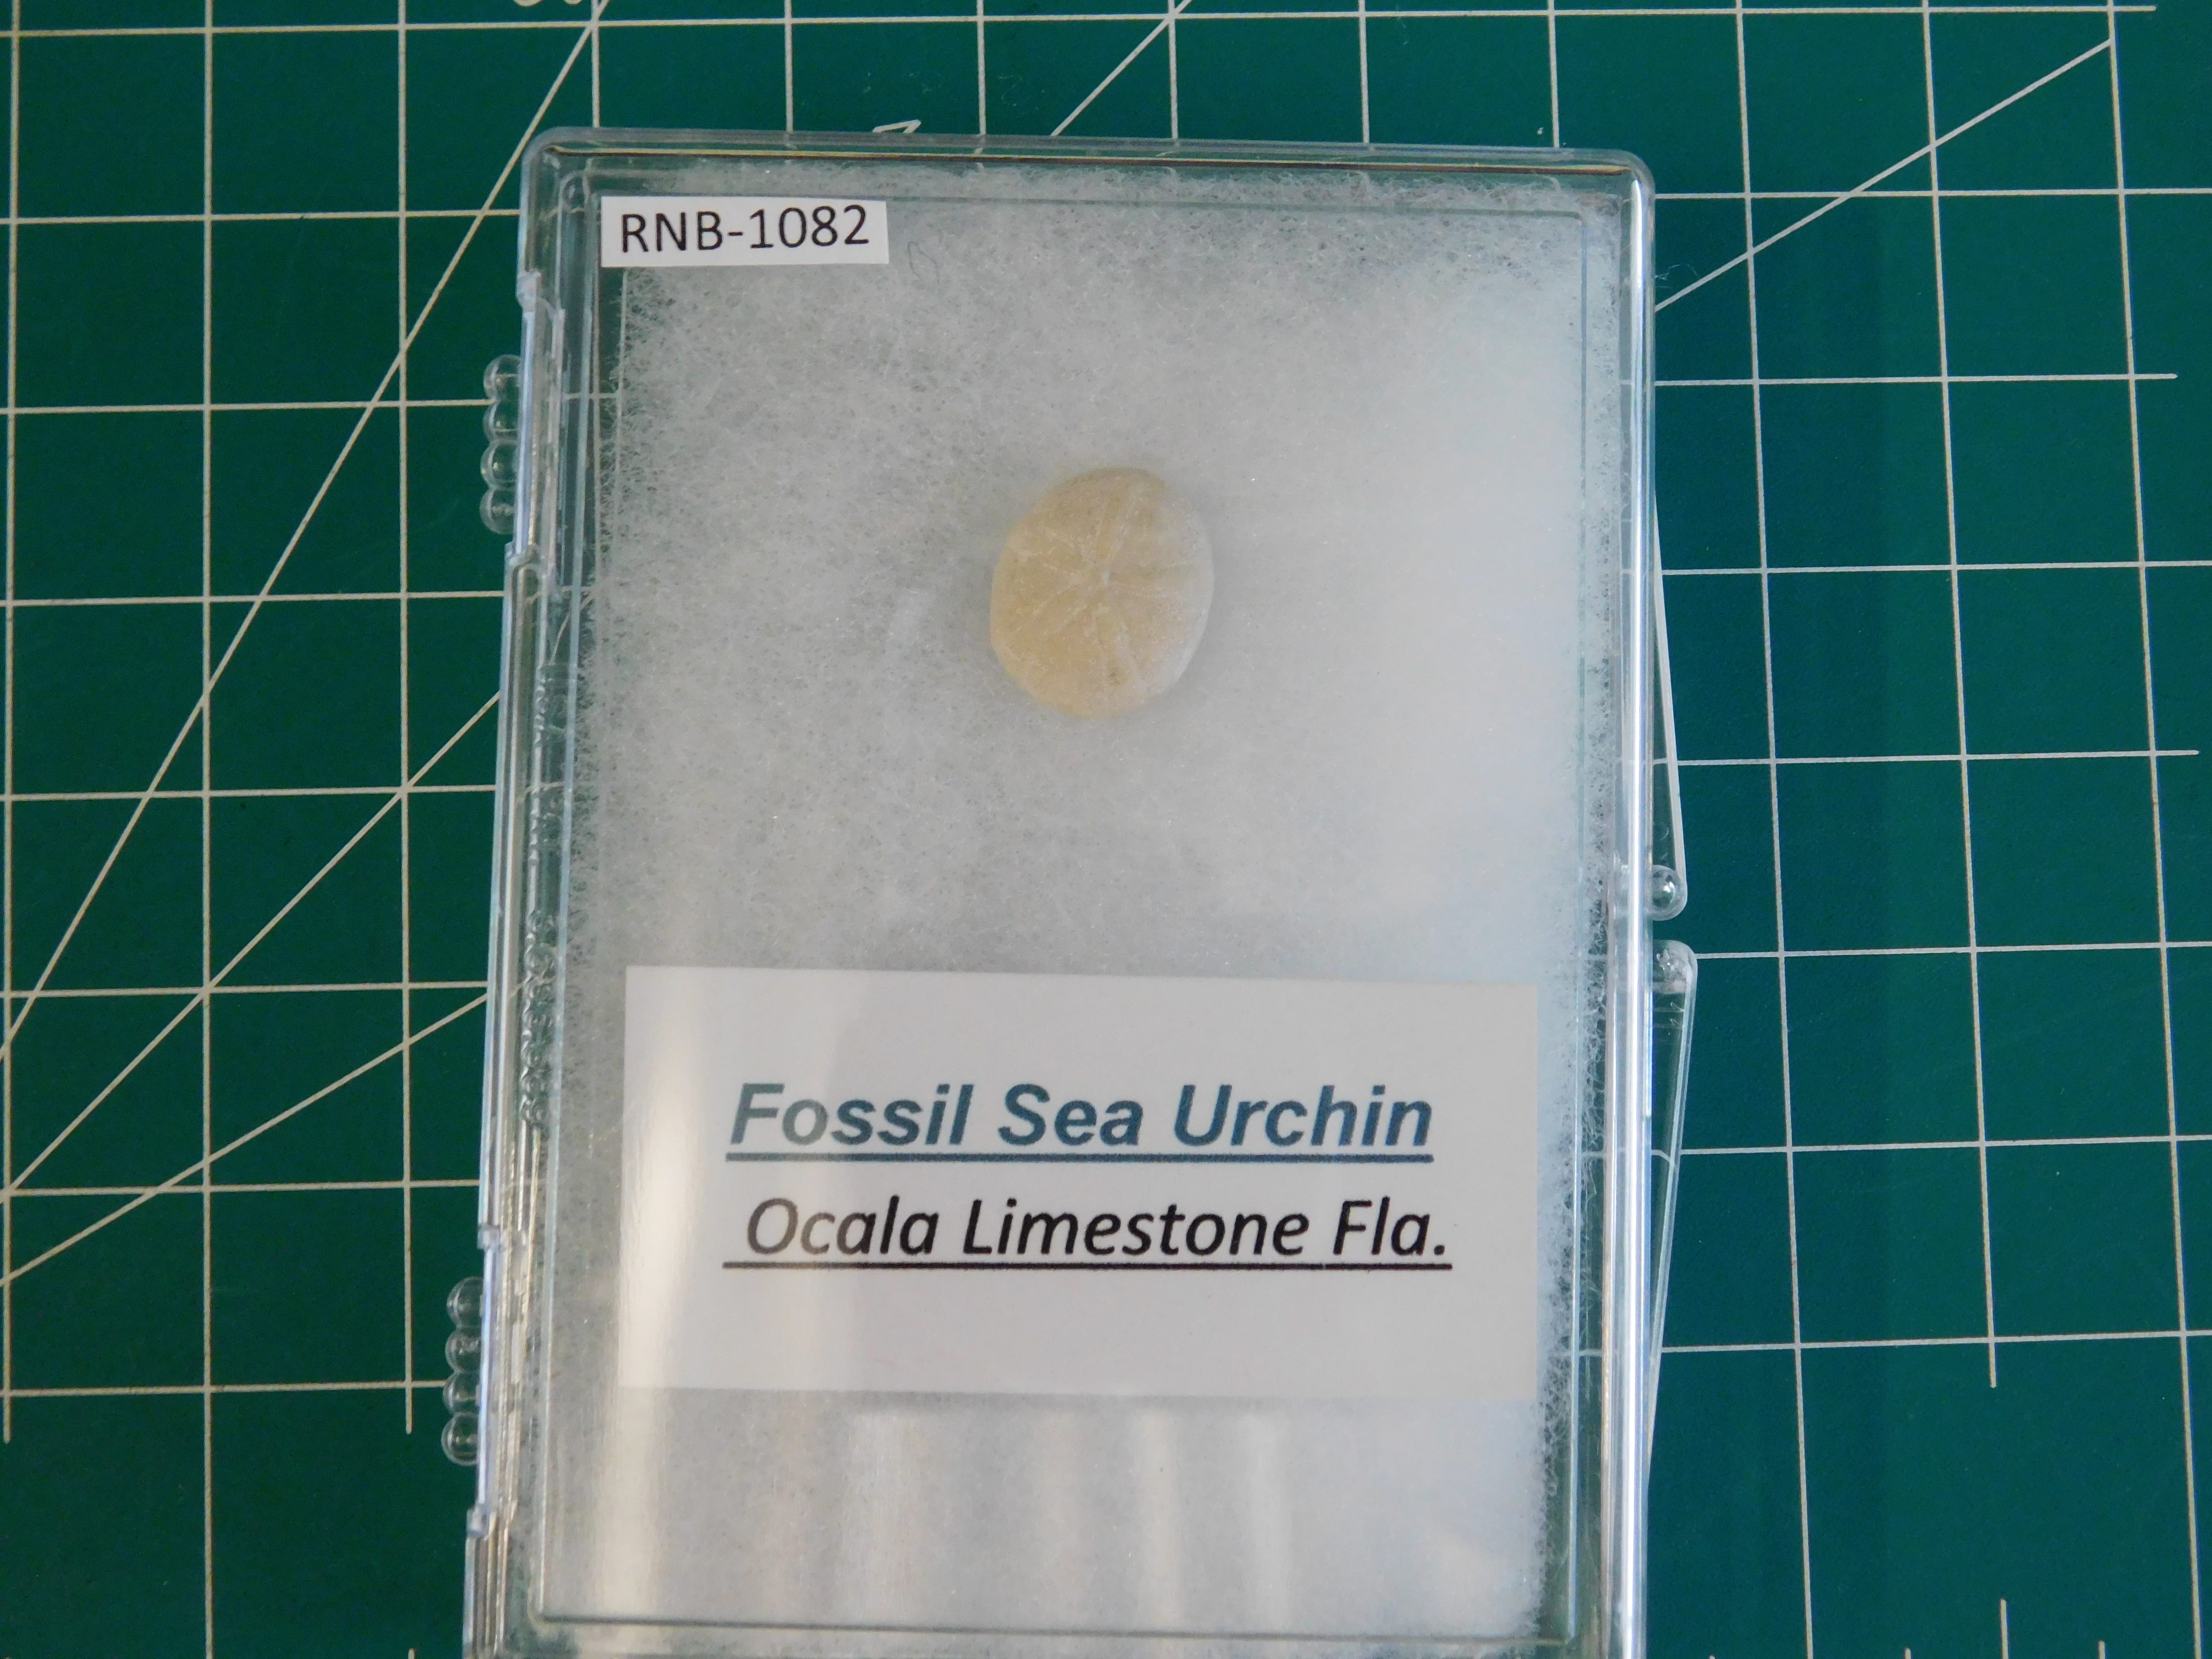 RNB-1082
Fossil Sea Urchin
Ocala Limestone Fla.